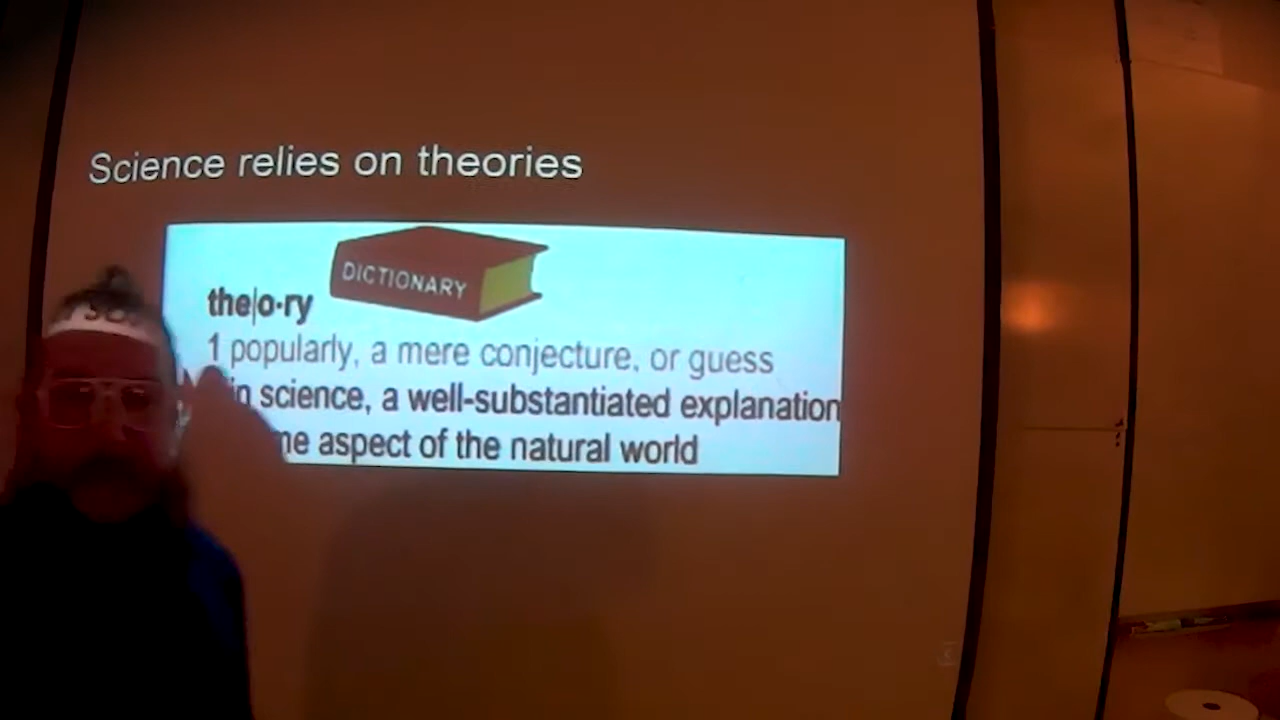 Science relies on theories
DICTIONARY
the|o·ry
1 popularly, a mere conjecture, or guess
in science, a well-substantiated explanation
aspect of the natural world